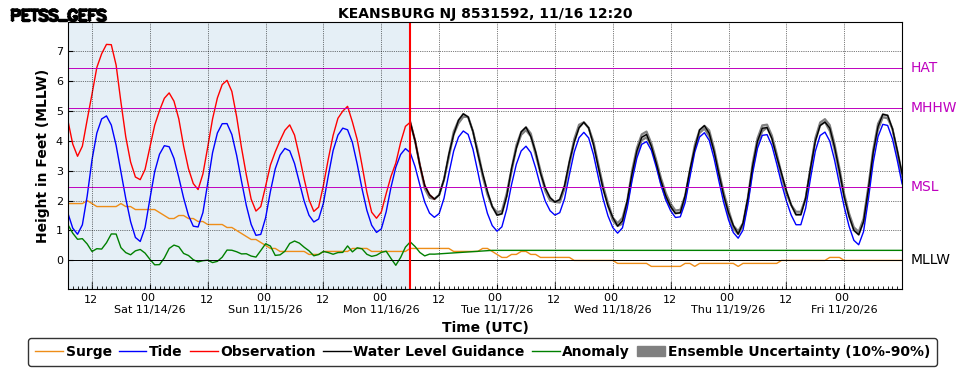 PETSS_GEFS
KEANSBURG NJ 8531592, 11/16 12:20
Height in Feet (MLLW)
7
6
5
4
3
2
1
0
HAT
MHHW
MSL
MLLW
12 00 12 00 12 00 12 00 12 00 12 00 12 00
Sat 11/14/26 Sun 11/15/26 Mon 11/16/26 Tue 11/17/26 Wed 11/18/26 Thu 11/19/26 Fri 11/20/26
Time (UTC)
Surge Tide Observation Water Level Guidance Anomaly Ensemble Uncertainty (10%-90%)